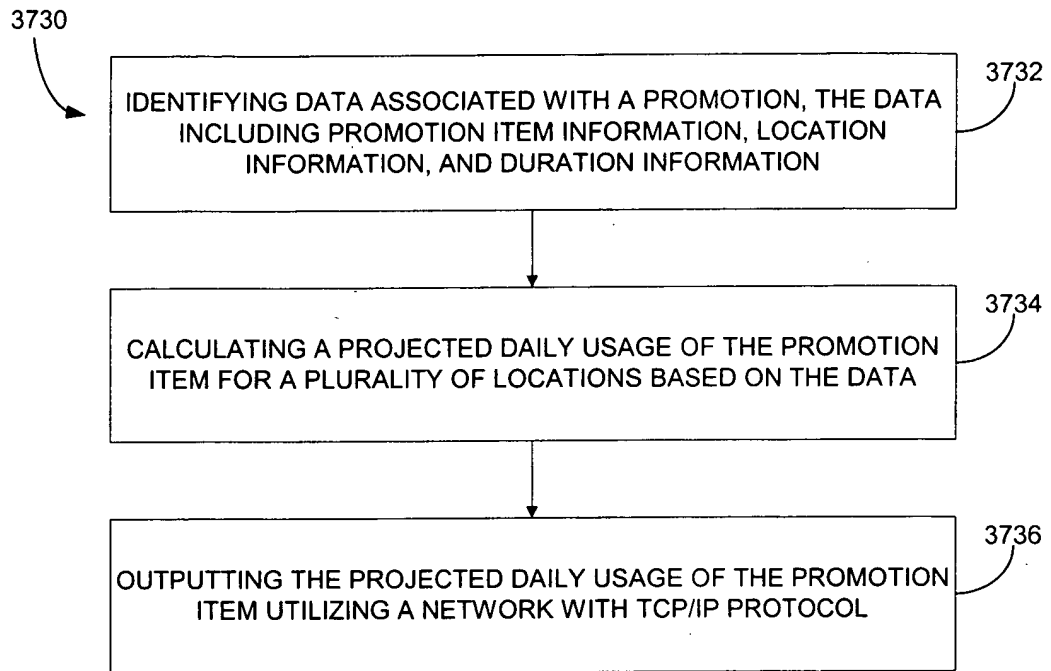 3730
3732
IDENTIFYING DATA ASSOCIATED WITH A PROMOTION, THE DATA
INCLUDING PROMOTION ITEM INFORMATION, LOCATION
INFORMATION, AND DURATION INFORMATION
3734
CALCULATING A PROJECTED DAILY USAGE OF THE PROMOTION
ITEM FOR A PLURALITY OF LOCATIONS BASED ON THE DATA
3736
OUTPUTTING THE PROJECTED DAILY USAGE OF THE PROMOTION
ITEM UTILIZING A NETWORK WITH TCP/IP PROTOCOL